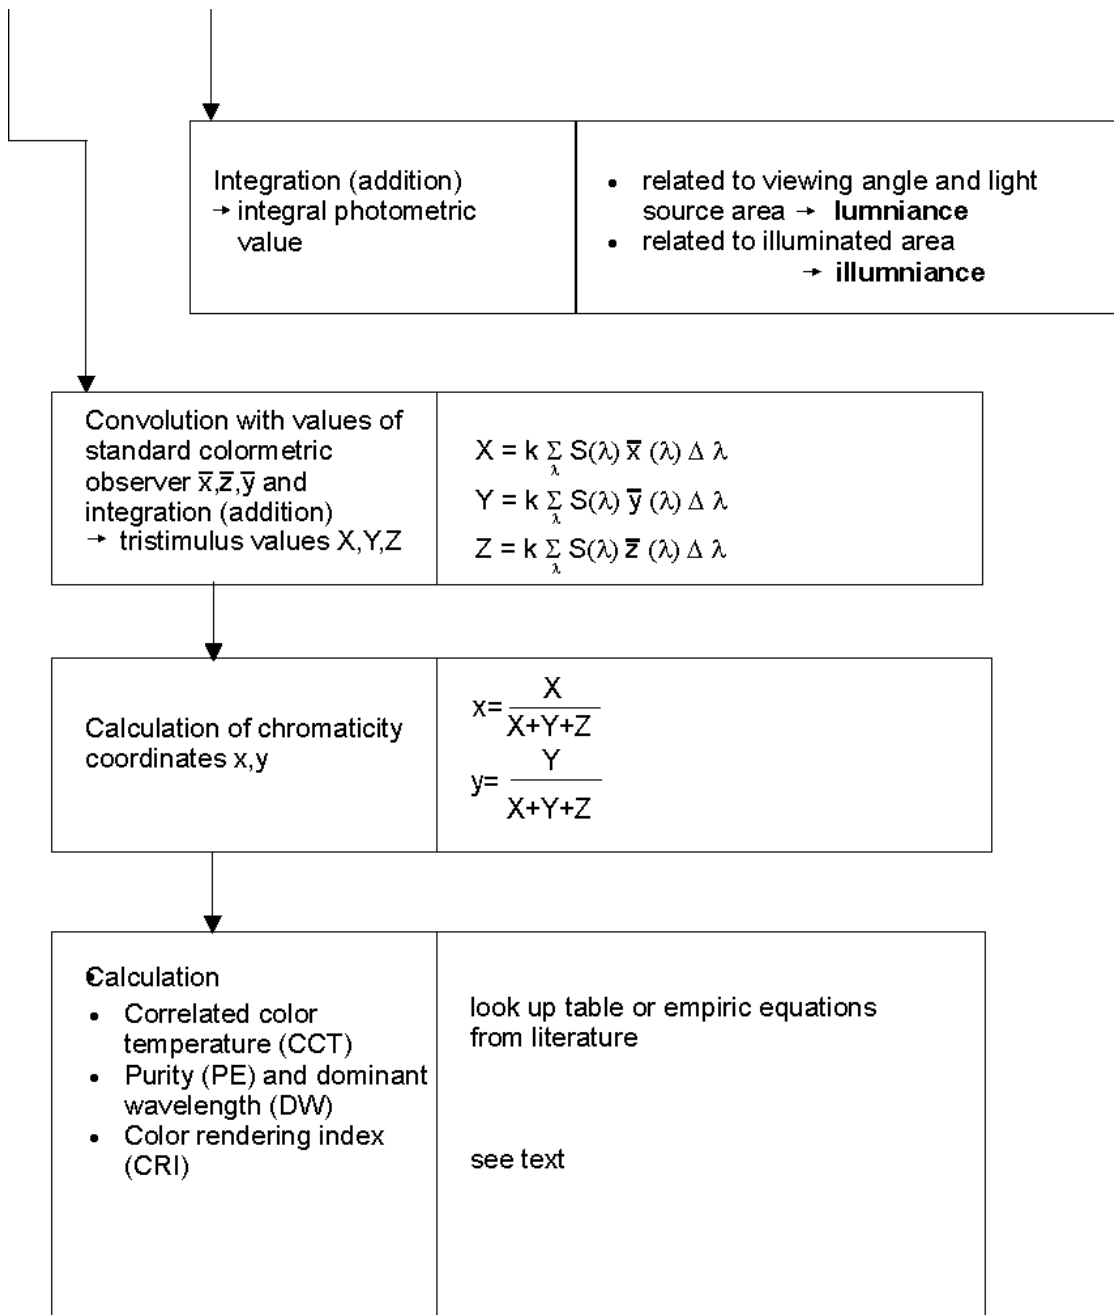 Integration (addition)
→ integral photometric
value
• related to viewing angle and light
source area → lumniance
• related to illuminated area
→ illumniance
Convolution with values of
standard colormetric
observer x̅,z̅,y̅ and
integration (addition)
→ tristimulus values X,Y,Z
X = k Σ_λ S(λ) x̅ (λ) Δ λ
Y = k Σ_λ S(λ) y̅ (λ) Δ λ
Z = k Σ_λ S(λ) z̅ (λ) Δ λ
Calculation of chromaticity
coordinates x,y
x= X / X+Y+Z
y= Y / X+Y+Z
• Calculation
• Correlated color
temperature (CCT)
• Purity (PE) and dominant
wavelength (DW)
• Color rendering index
(CRI)
look up table or empiric equations
from literature
see text